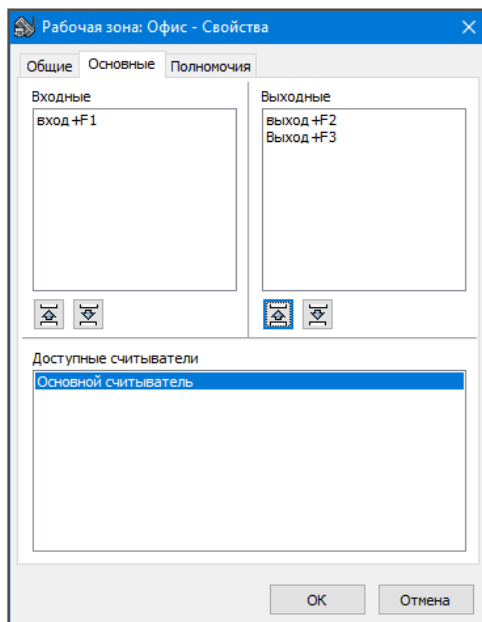 Рабочая зона: Офис - Свойства
Общие Основные Полномочия
Входные
вход+F1
Выходные
выход+F2
Выход+F3
Доступные считыватели
Основной считыватель
OK Отмена